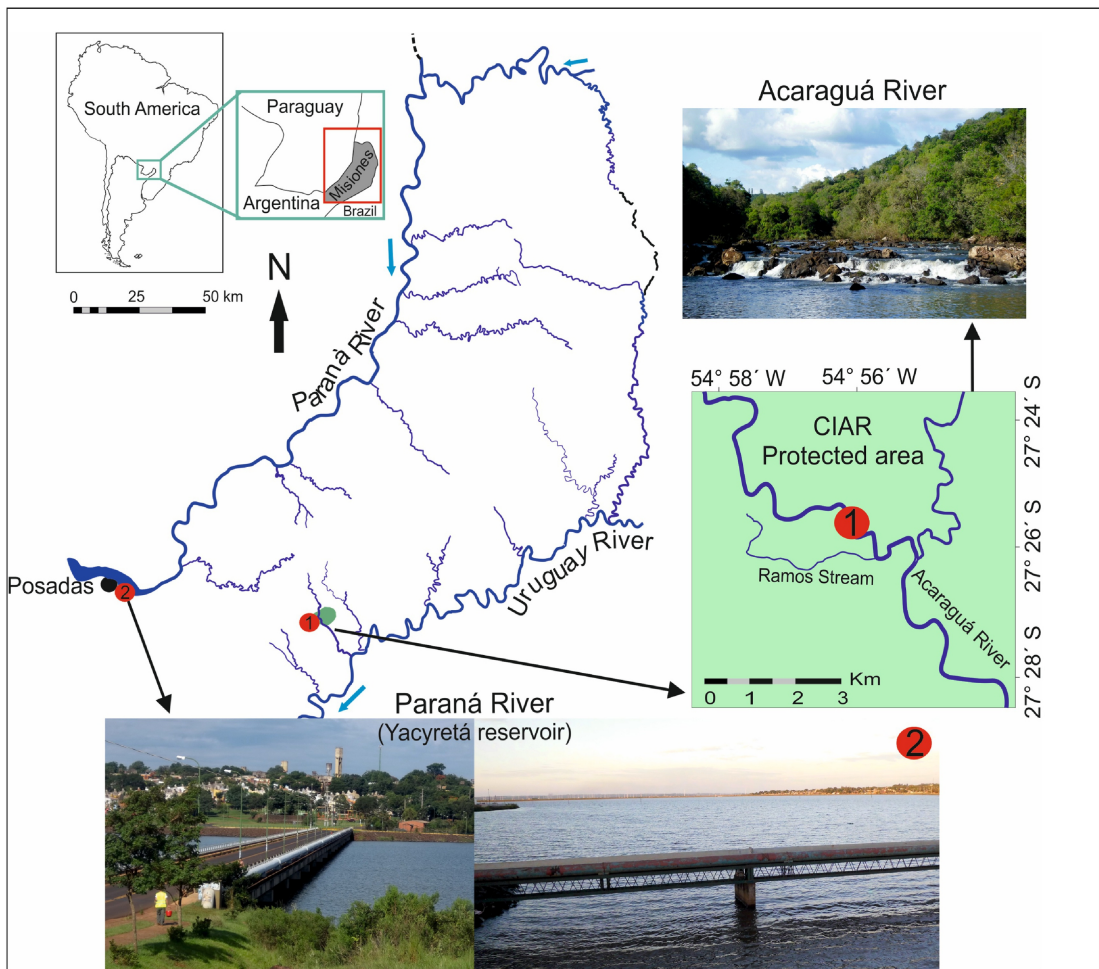 South America
Paraguay
Misiones
Argentina
Brazil
0 25 50 km
N
Paranà River
Uruguay River
Posadas
2
1
Acaraguá River
54° 58´ W
54° 56´ W
27° 24´ S
27° 26´ S
27° 28´ S
CIAR
Protected area
1
Ramos Stream
Acaraguá River
0 1 2 3 Km
Paraná River
(Yacyretá reservoir)
2